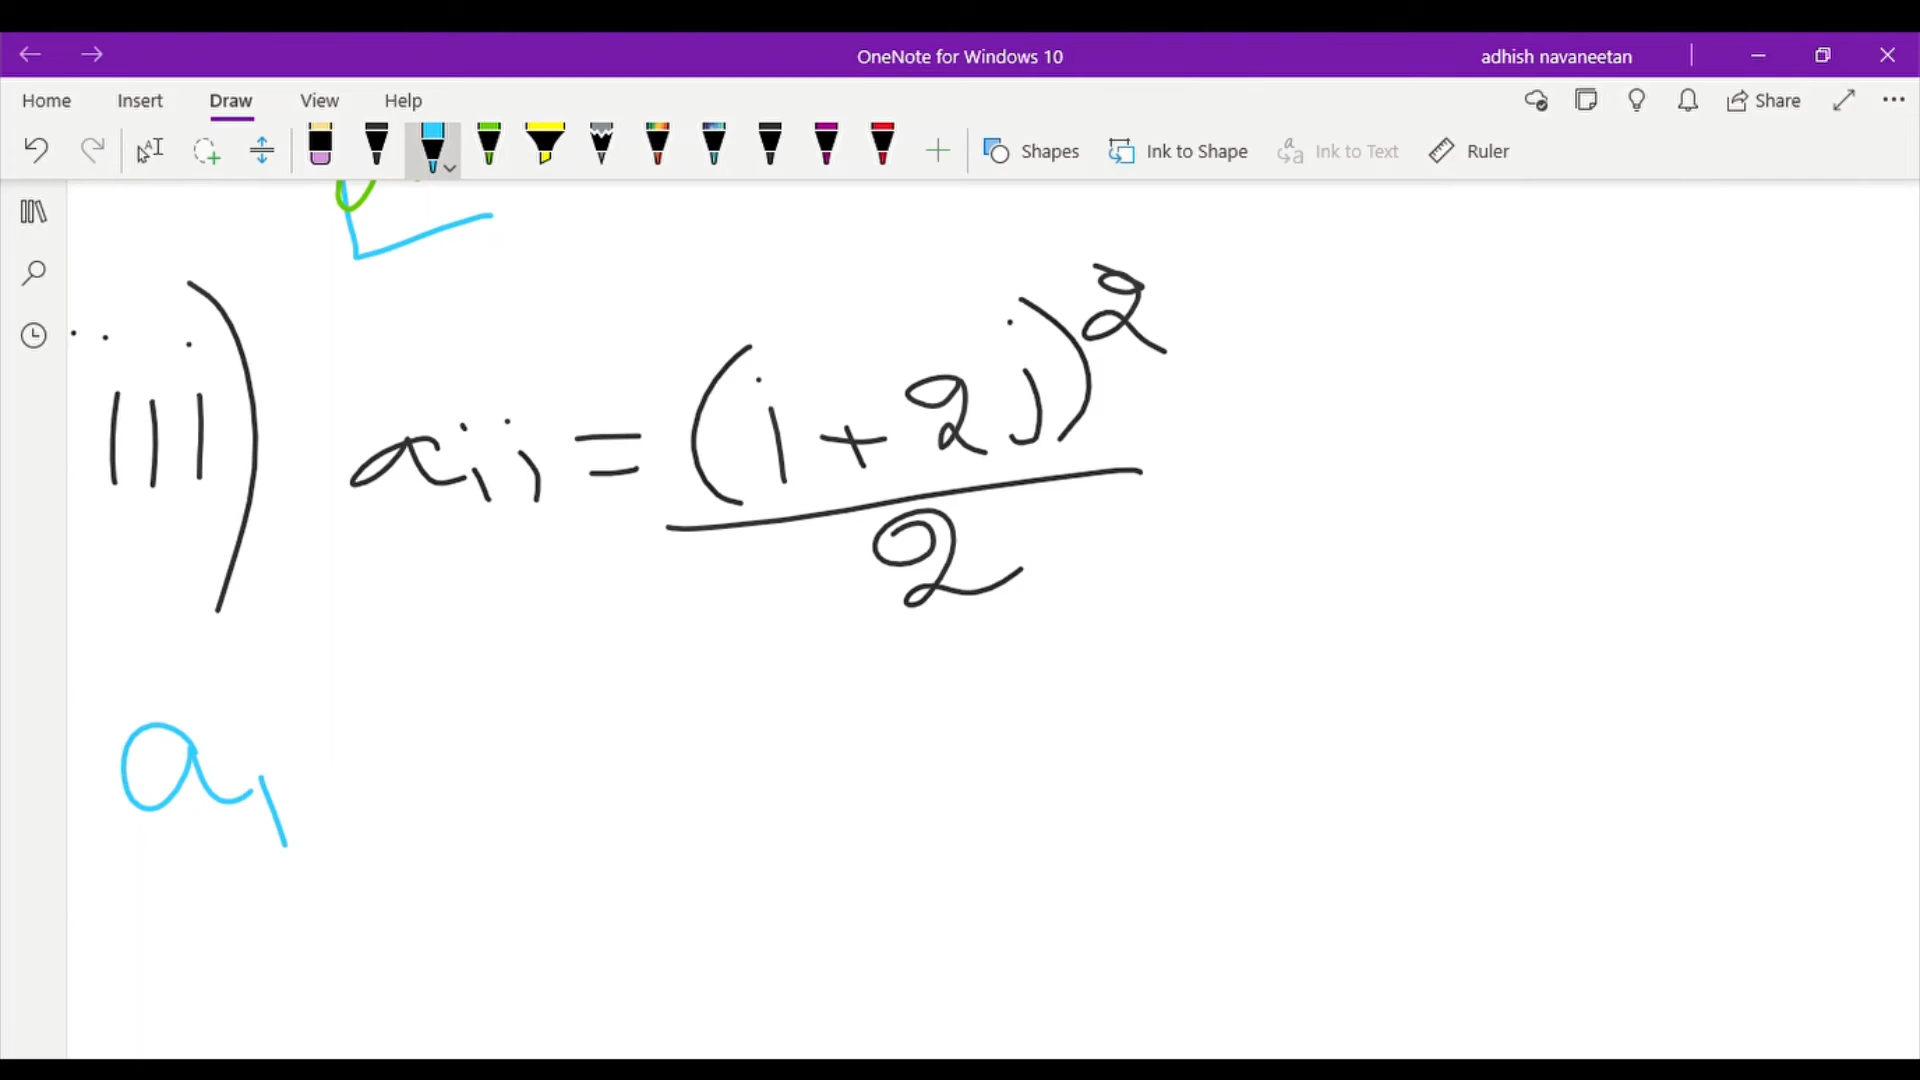 OneNote for Windows 10
adhish navaneetan
Home Insert Draw View Help
Share
Shapes Ink to Shape Ink to Text Ruler
iii) aij = (i+2j)²
2
a1